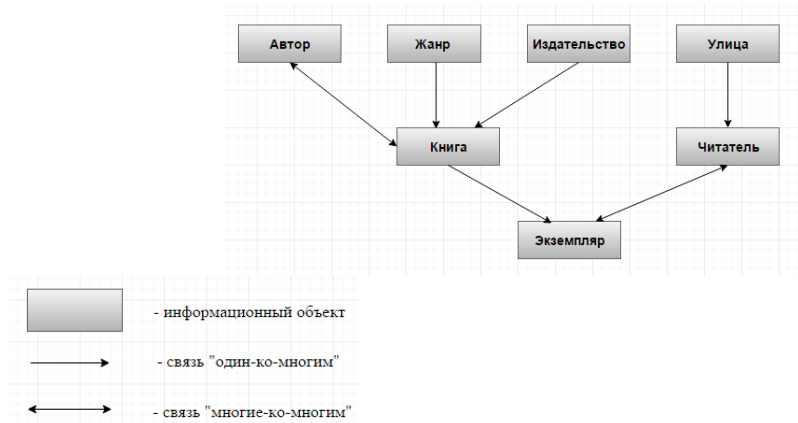 Автор
Жанр
Издательство
Улица
Книга
Читатель
Экземпляр
- информационный объект
- связь "один-ко-многим"
- связь "многие-ко-многим"